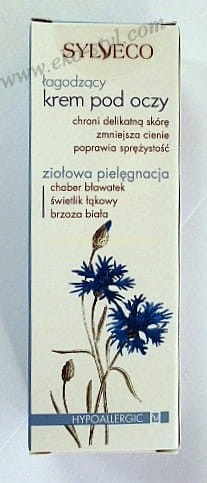 SYLVECO
łagodzący
krem pod oczy
chroni delikatną skórę
zmniejsza cienie
poprawia sprężystość
ziołowa pielęgnacja
chaber bławatek
świetlik łąkowy
brzoza biała
HYPOALLERGIC